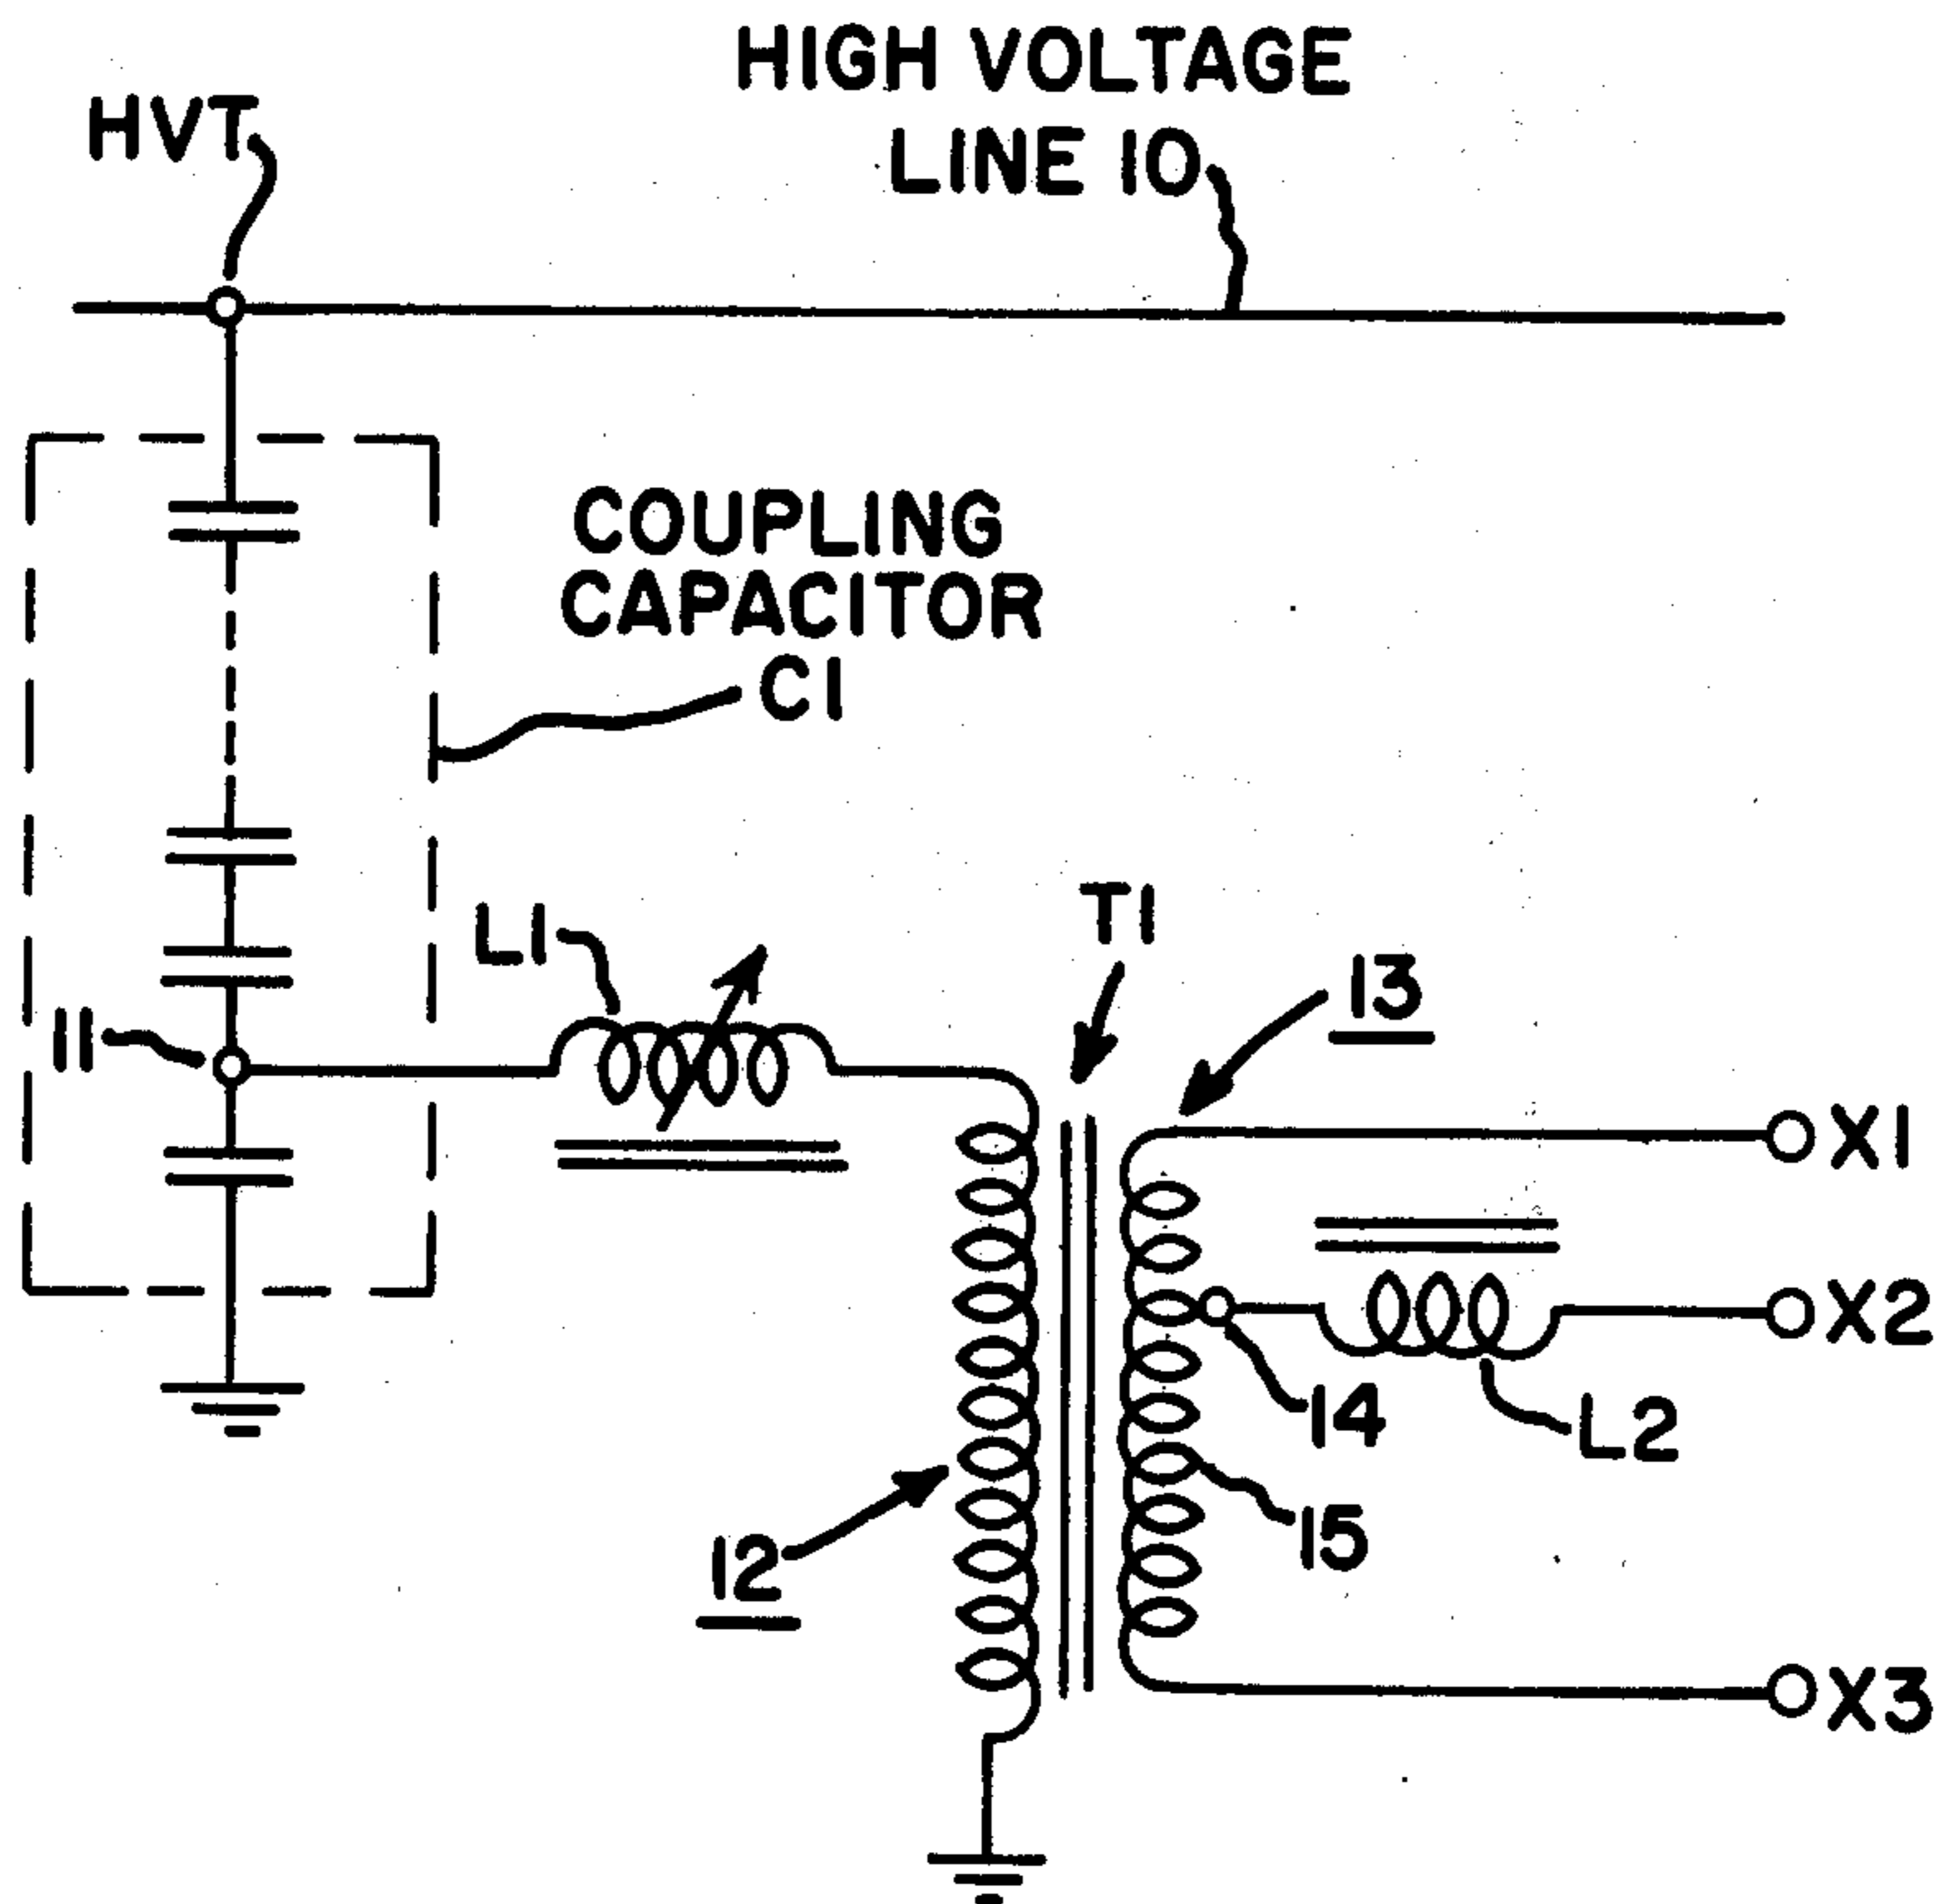 HIGH VOLTAGE
LINE 10
HVT
COUPLING
CAPACITOR
C1
L1
T1
13
11
X1
X2
14
L2
15
12
X3